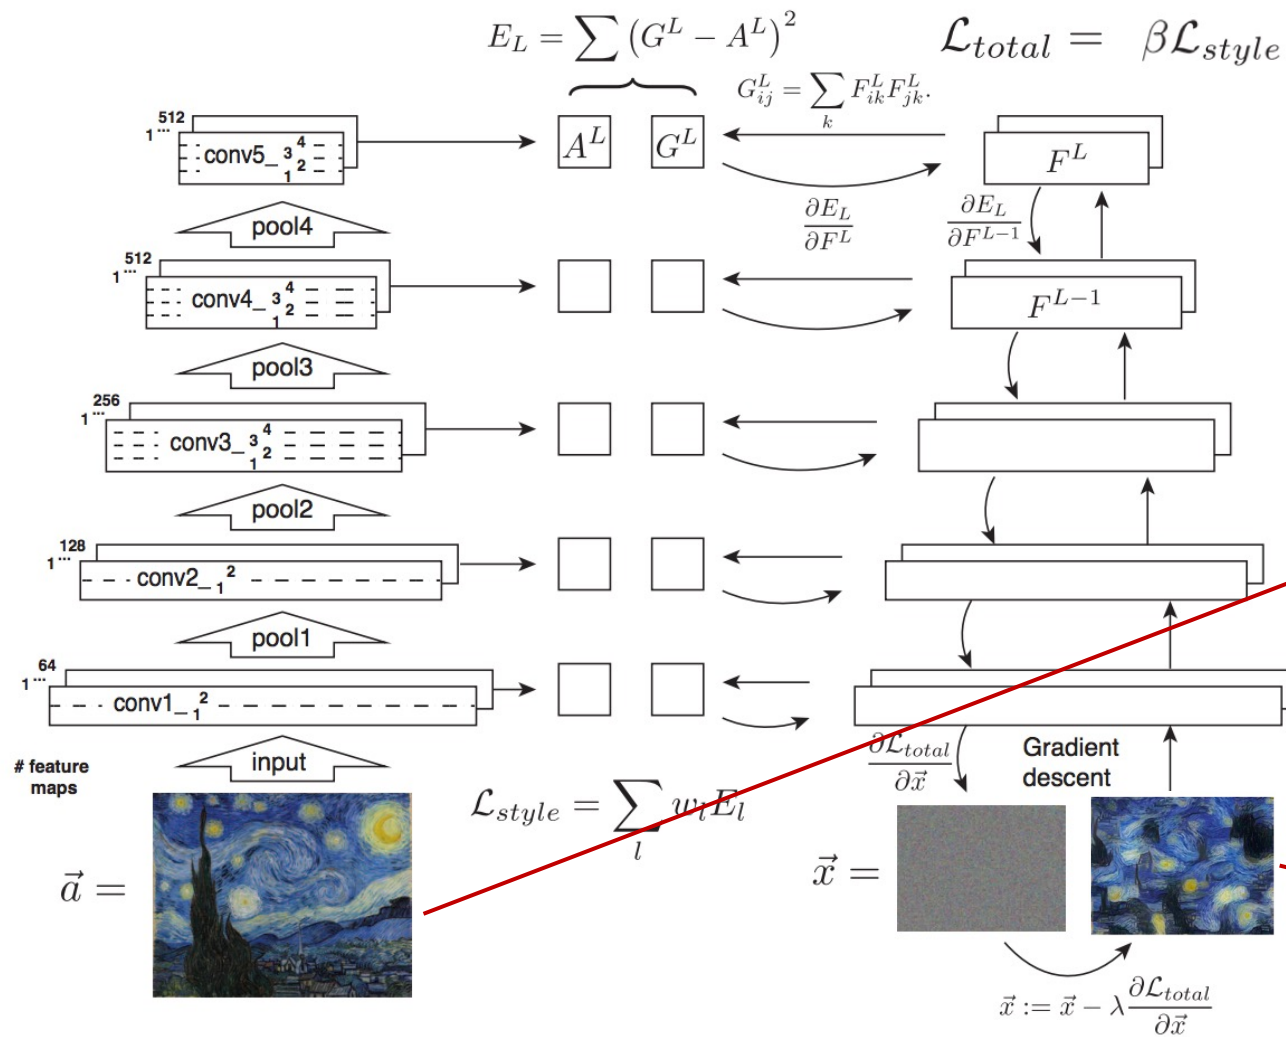 E_L = ∑ (G^L − A^L)^2
ℒ_total = βℒ_style
G^L_ij = ∑_k F^L_ik F^L_jk.
1 ... 512
conv5_ 1 2 3 4
A^L
G^L
F^L
∂E_L/∂F^L
∂E_L/∂F^{L−1}
pool4
1 ... 512
conv4_ 1 2 3 4
F^{L−1}
pool3
1 ... 256
conv3_ 1 2 3 4
pool2
1 ... 128
conv2_ 1 2
pool1
1 ... 64
conv1_ 1 2
input
# feature
maps
∂ℒ_total/∂x⃗
Gradient
descent
ℒ_style = ∑_l w_l E_l
a⃗ =
x⃗ =
x⃗ := x⃗ − λ ∂ℒ_total/∂x⃗